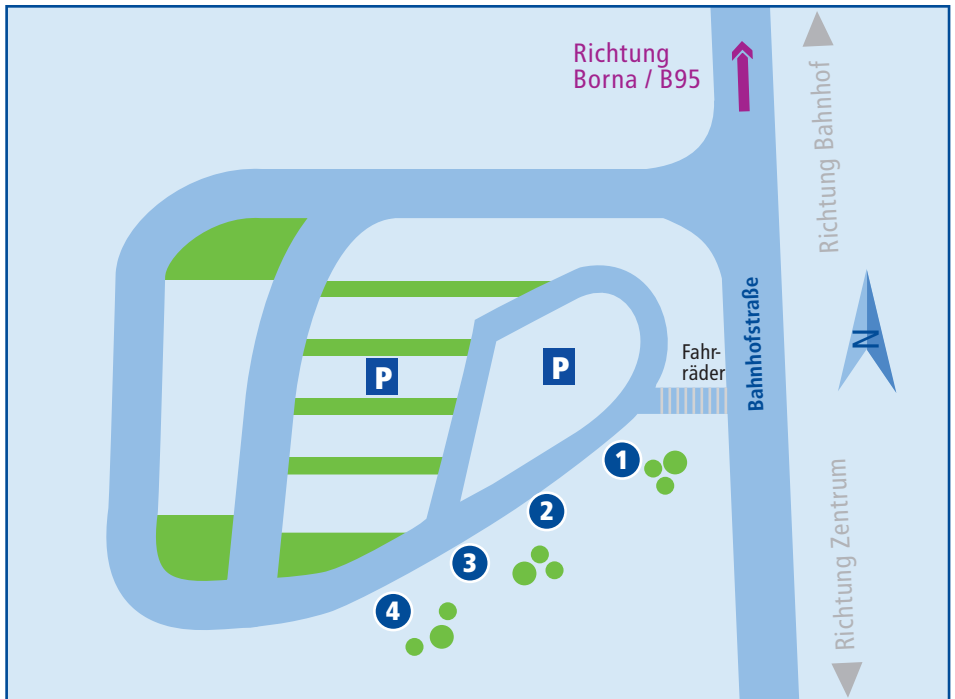 Richtung
Borna / B95
Richtung Bahnhof
Bahnhofstraße
N
Fahr-
räder
P
P
1
2
3
4
Richtung Zentrum